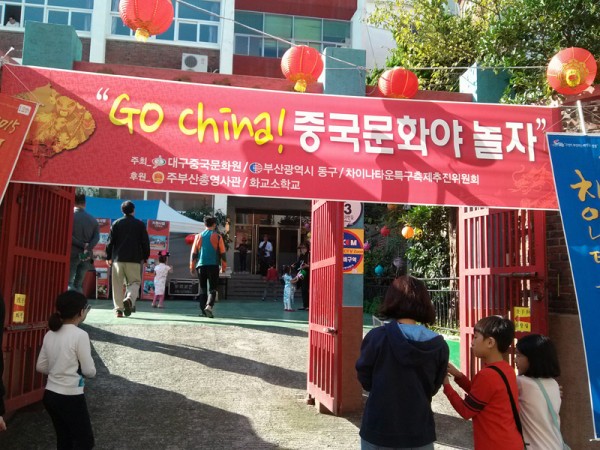 "GO China! 중국문화야 놀자"
주최 대구중국문화원 / 부산광역시 동구 / 차이나타운특구축제추진위원회
후원 주부산총영사관 / 화교소학교
2015
3